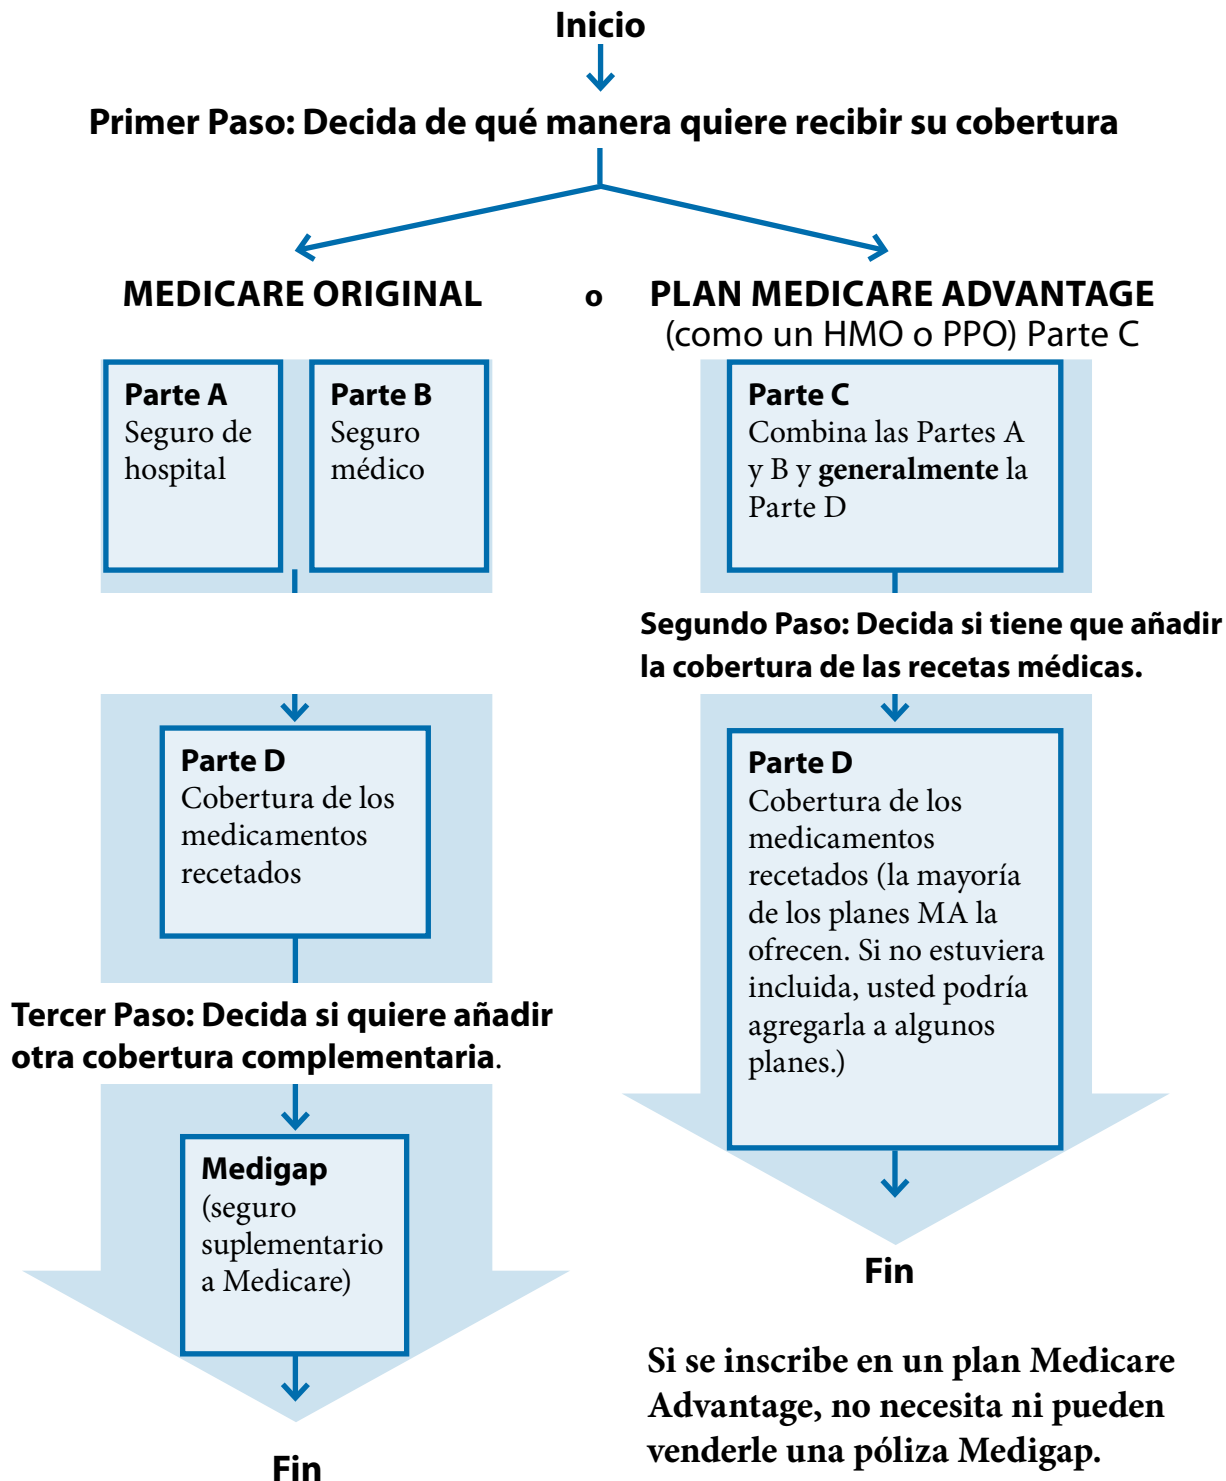 Inicio
Primer Paso: Decida de qué manera quiere recibir su cobertura
MEDICARE ORIGINAL
o
PLAN MEDICARE ADVANTAGE
(como un HMO o PPO) Parte C
Parte A
Seguro de
hospital
Parte B
Seguro
médico
Parte C
Combina las Partes A
y B y generalmente la
Parte D
Segundo Paso: Decida si tiene que añadir
la cobertura de las recetas médicas.
Parte D
Cobertura de los
medicamentos
recetados
Parte D
Cobertura de los
medicamentos
recetados (la mayoría
de los planes MA la
ofrecen. Si no estuviera
incluida, usted podría
agregarla a algunos
planes.)
Tercer Paso: Decida si quiere añadir
otra cobertura complementaria.
Medigap
(seguro
suplementario
a Medicare)
Fin
Fin
Si se inscribe en un plan Medicare
Advantage, no necesita ni pueden
venderle una póliza Medigap.